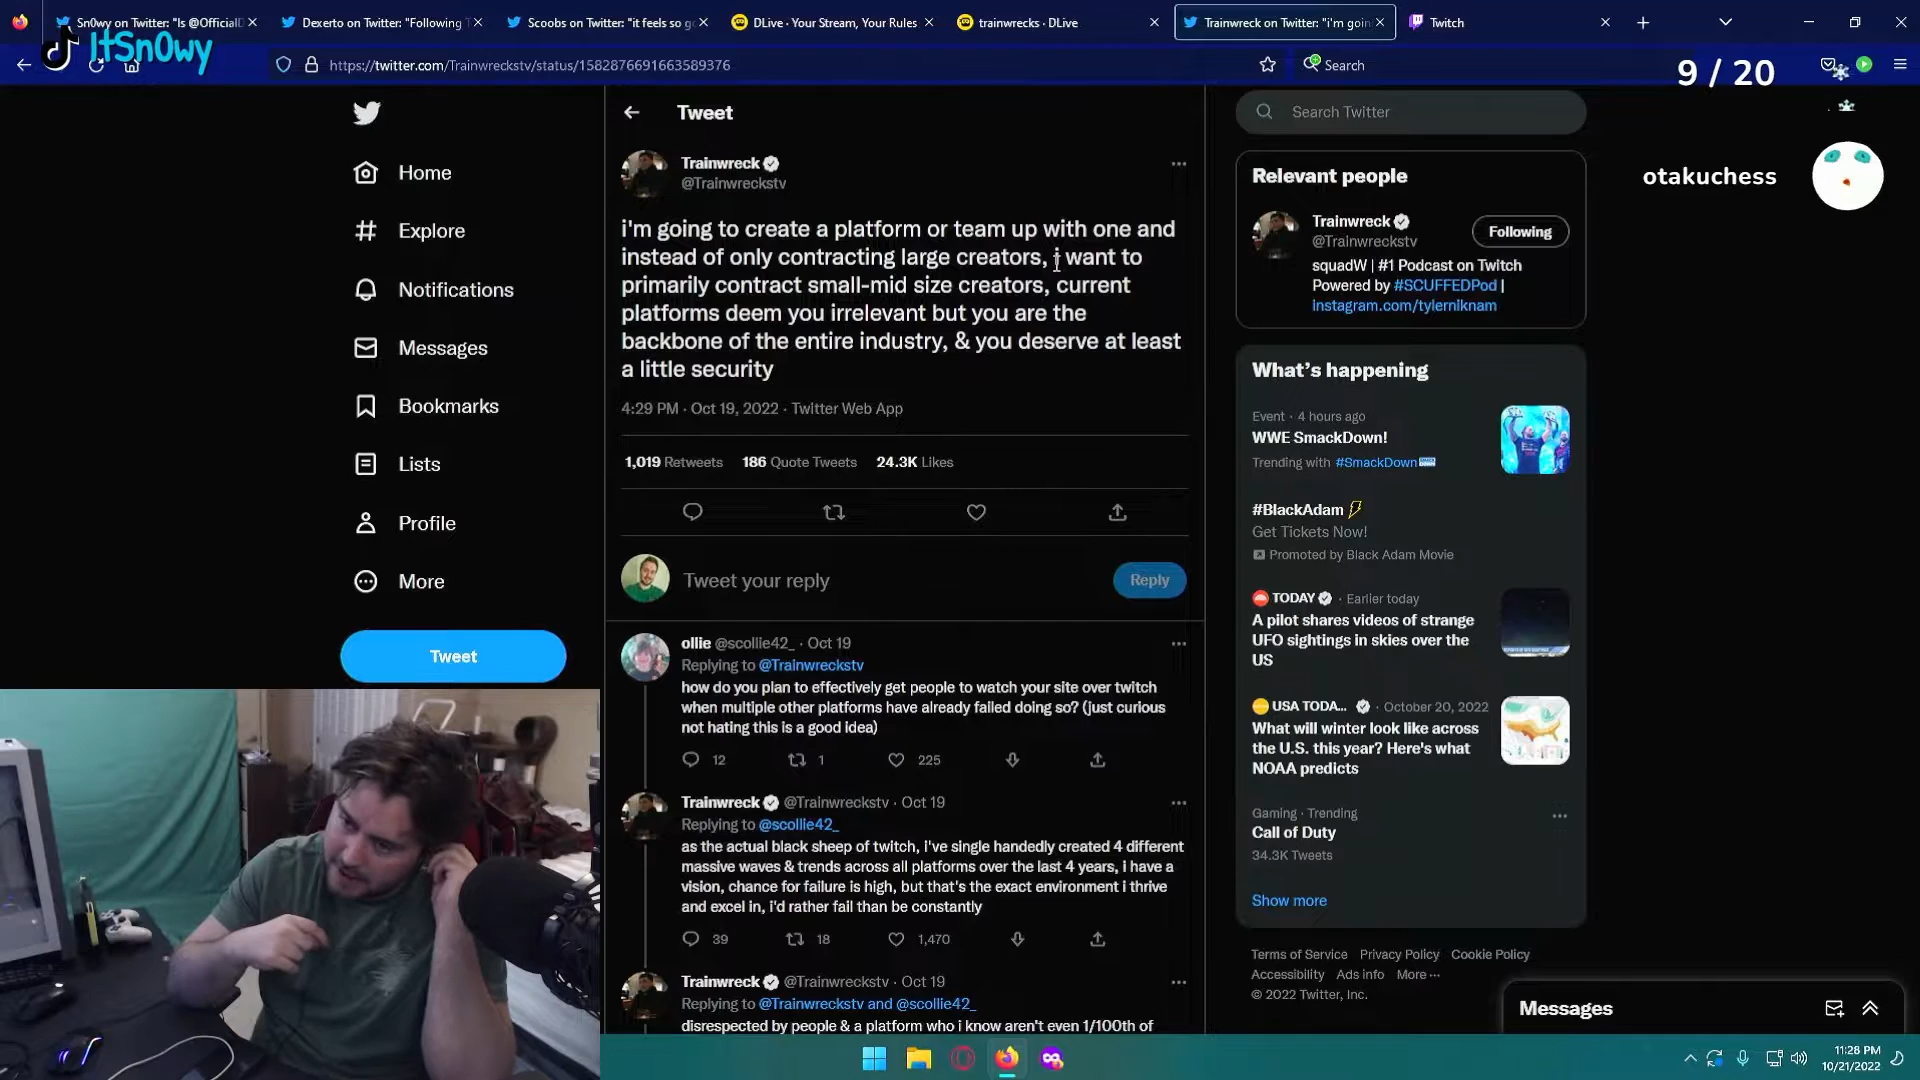 Sn0wy on Twitter: "Is @OfficialD
Dexerto on Twitter: "Following T
Scoobs on Twitter: "it feels so g
DLive · Your Stream, Your Rules
trainwrecks · DLive
Trainwreck on Twitter: "i'm goin
Twitch
ItSn0wy
https://twitter.com/Trainwreckstv/status/1582876691663589376
Search
9 / 20
otakuchess
Home
Explore
Notifications
Messages
Bookmarks
Lists
Profile
More
Tweet
Tweet
Trainwreck
@Trainwreckstv
i'm going to create a platform or team up with one and
instead of only contracting large creators, i want to
primarily contract small-mid size creators, current
platforms deem you irrelevant but you are the
backbone of the entire industry, & you deserve at least
a little security
4:29 PM · Oct 19, 2022 · Twitter Web App
1,019 Retweets 186 Quote Tweets 24.3K Likes
Tweet your reply
Reply
ollie @scollie42_ · Oct 19
Replying to @Trainwreckstv
how do you plan to effectively get people to watch your site over twitch
when multiple other platforms have already failed doing so? (just curious
not hating this is a good idea)
12 1 225
Trainwreck @Trainwreckstv · Oct 19
Replying to @scollie42_
as the actual black sheep of twitch, i've single handedly created 4 different
massive waves & trends across all platforms over the last 4 years, i have a
vision, chance for failure is high, but that's the exact environment i thrive
and excel in, i'd rather fail than be constantly
39 18 1,470
Trainwreck @Trainwreckstv · Oct 19
Replying to @Trainwreckstv and @scollie42_
disrespected by people & a platform who i know aren't even 1/100th of
Search Twitter
Relevant people
Trainwreck
@Trainwreckstv
Following
squadW | #1 Podcast on Twitch
Powered by #SCUFFEDPod |
instagram.com/tylerniknam
What's happening
Event · 4 hours ago
WWE SmackDown!
Trending with #SmackDown
#BlackAdam
Get Tickets Now!
Promoted by Black Adam Movie
TODAY · Earlier today
A pilot shares videos of strange
UFO sightings in skies over the
US
USA TODA... · October 20, 2022
What will winter look like across
the U.S. this year? Here's what
NOAA predicts
Gaming · Trending
Call of Duty
34.3K Tweets
Show more
Terms of Service Privacy Policy Cookie Policy
Accessibility Ads info More ···
© 2022 Twitter, Inc.
Messages
11:28 PM
10/21/2022